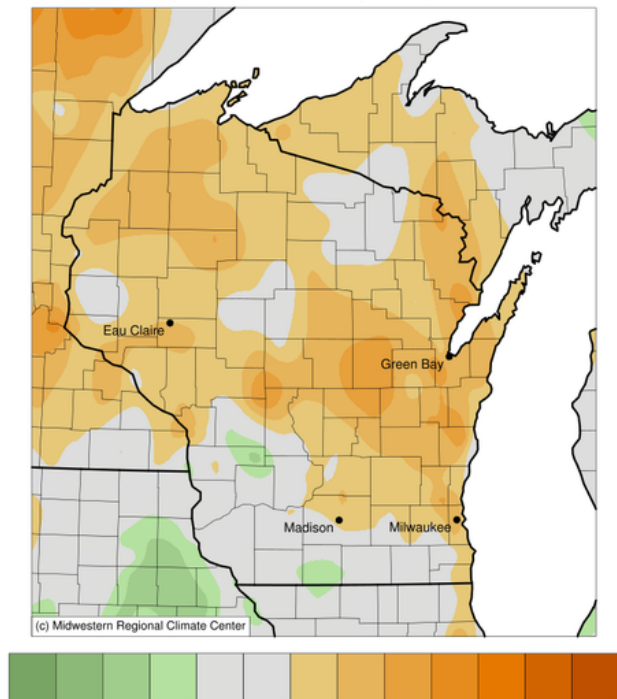 Eau Claire
Green Bay
Madison
Milwaukee
(c) Midwestern Regional Climate Center